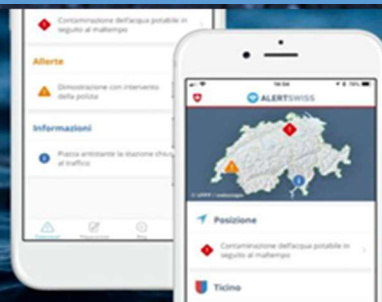 Contaminazione dell'acqua potabile in
seguito al maltempo
Allerte
Dimostrazione con intervento
della polizia
Informazioni
Piazza antistante la stazione chiusa
al traffico
Blog
ALERTSWISS
Posizione
Contaminazione dell'acqua potabile in
seguito al maltempo
Ticino